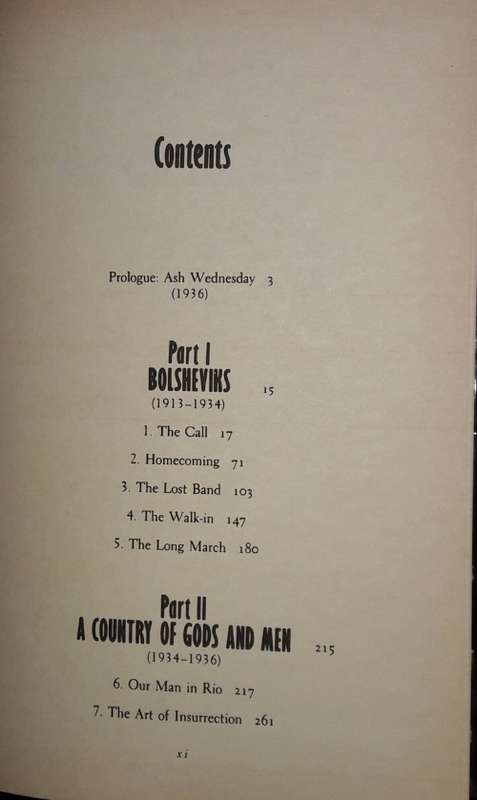 Contents
Prologue: Ash Wednesday 3
(1936)
Part I
BOLSHEVIKS 15
(1913–1934)
1. The Call 17
2. Homecoming 71
3. The Lost Band 103
4. The Walk-in 147
5. The Long March 180
Part II
A COUNTRY OF GODS AND MEN 215
(1934–1936)
6. Our Man in Rio 217
7. The Art of Insurrection 261
xi